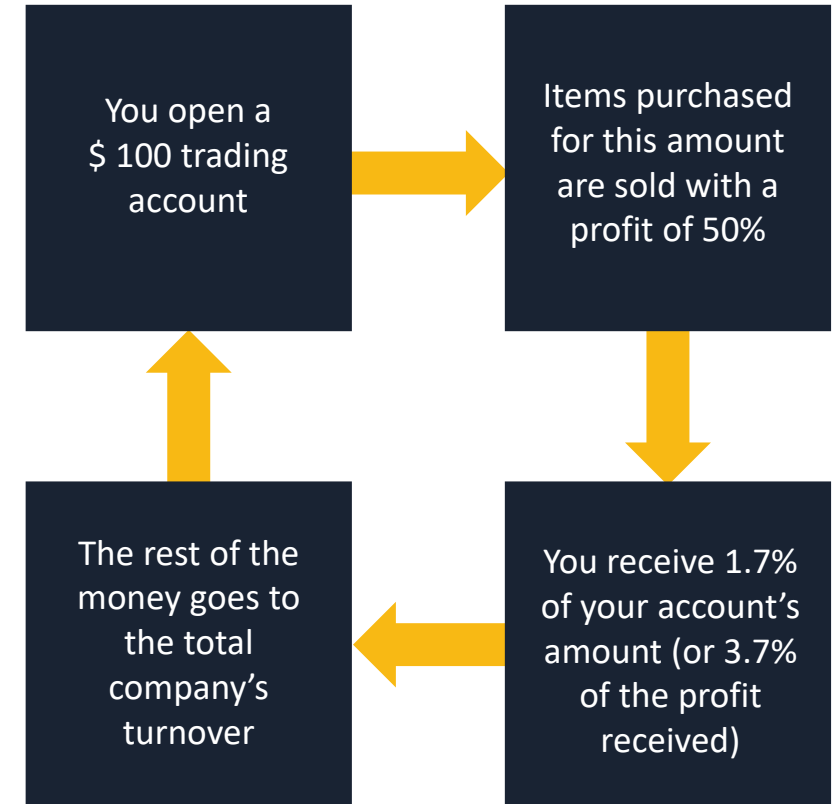 You open a
$ 100 trading
account
Items purchased
for this amount
are sold with a
profit of 50%
You receive 1.7%
of your account’s
amount (or 3.7%
of the profit
received)
The rest of the
money goes to
the total
company’s
turnover